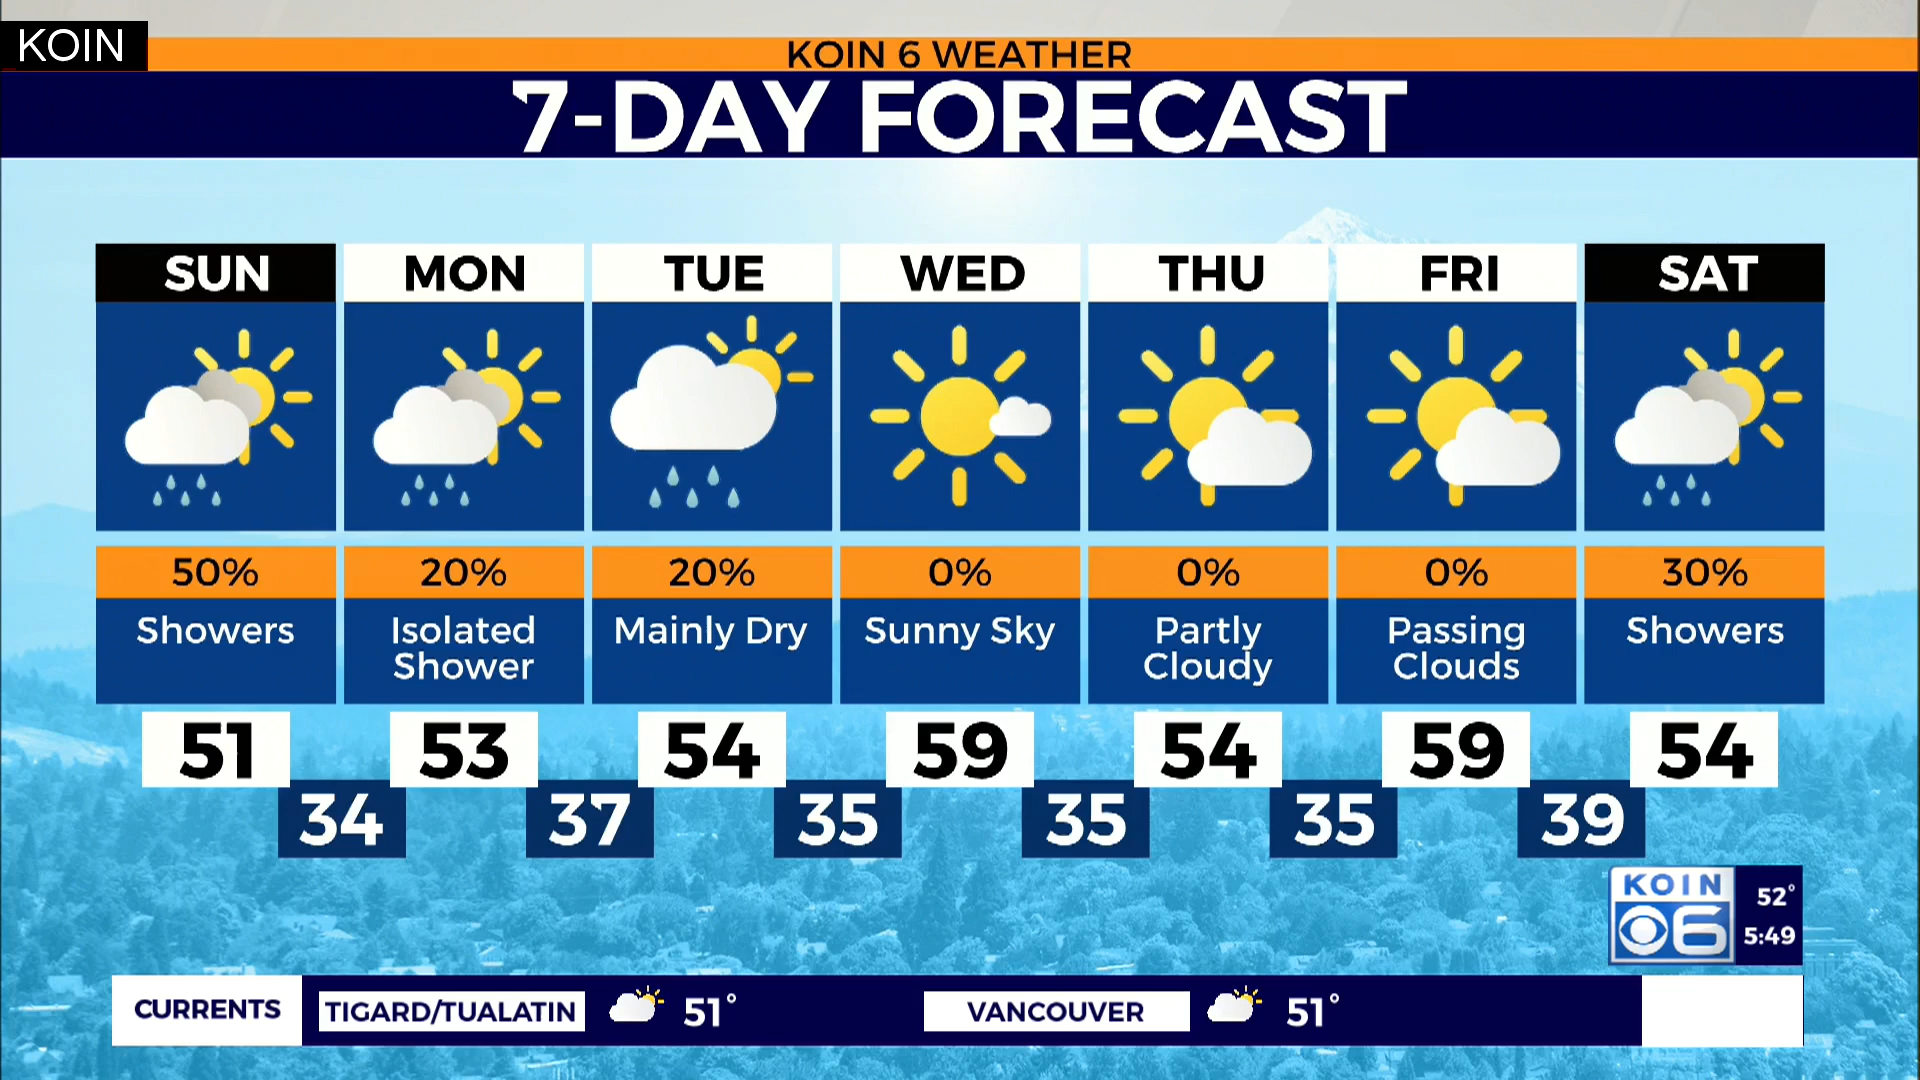 KOIN
KOIN 6 WEATHER
7-DAY FORECAST
SUN MON TUE WED THU FRI SAT
50% 20% 20% 0% 0% 0% 30%
Showers Isolated Mainly Dry Sunny Sky Partly Passing Showers
Shower Cloudy Clouds
51 53 54 59 54 59 54
34 37 35 35 35 39
KOIN 52°
6 5:49
CURRENTS TIGARD/TUALATIN 51° VANCOUVER 51°